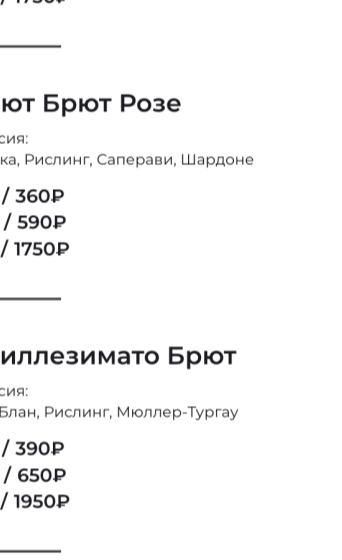 ют Брют Розе
сия:
ка, Рислинг, Саперави, Шардоне
/ 360₽
/ 590₽
/ 1750₽
иллезимато Брют
сия:
Блан, Рислинг, Мюллер-Тургау
/ 390₽
/ 650₽
/ 1950₽